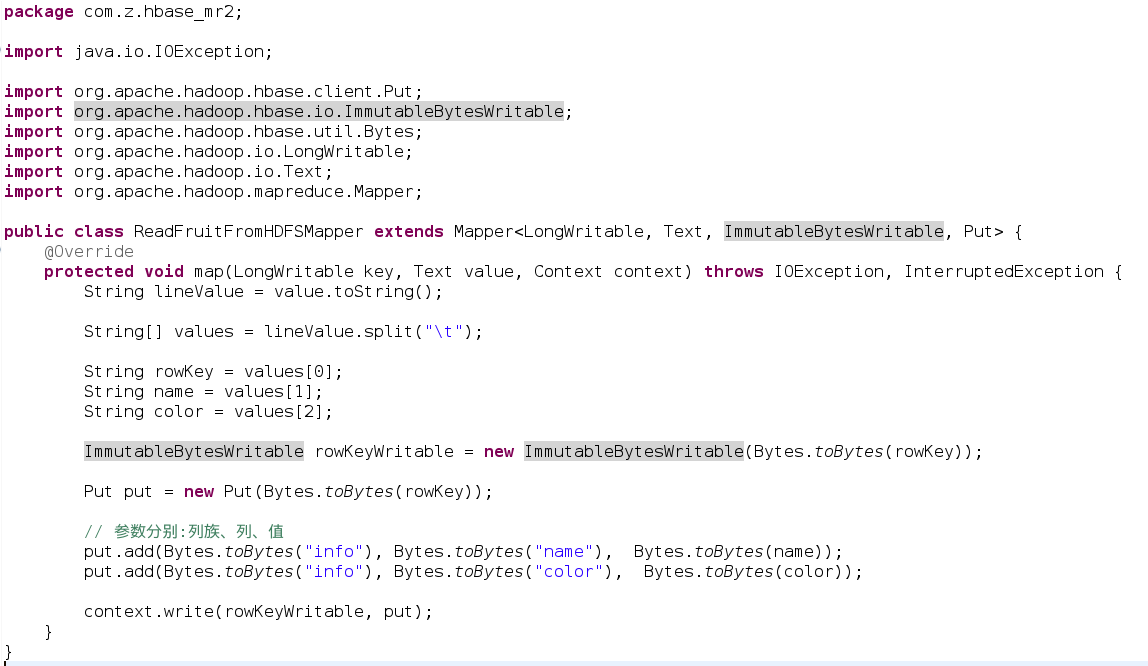 package com.z.hbase_mr2;
import java.io.IOException;
import org.apache.hadoop.hbase.client.Put;
import org.apache.hadoop.hbase.io.ImmutableBytesWritable;
import org.apache.hadoop.hbase.util.Bytes;
import org.apache.hadoop.io.LongWritable;
import org.apache.hadoop.io.Text;
import org.apache.hadoop.mapreduce.Mapper;
public class ReadFruitFromHDFSMapper extends Mapper<LongWritable, Text, ImmutableBytesWritable, Put> {
@Override
protected void map(LongWritable key, Text value, Context context) throws IOException, InterruptedException {
String lineValue = value.toString();
String[] values = lineValue.split("\t");
String rowKey = values[0];
String name = values[1];
String color = values[2];
ImmutableBytesWritable rowKeyWritable = new ImmutableBytesWritable(Bytes.toBytes(rowKey));
Put put = new Put(Bytes.toBytes(rowKey));
// 参数分别:列族、列、值
put.add(Bytes.toBytes("info"), Bytes.toBytes("name"),  Bytes.toBytes(name));
put.add(Bytes.toBytes("info"), Bytes.toBytes("color"),  Bytes.toBytes(color));
context.write(rowKeyWritable, put);
}
}